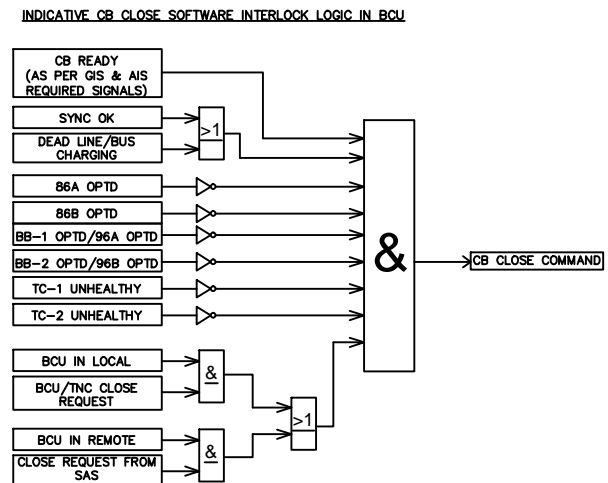 INDICATIVE CB CLOSE SOFTWARE INTERLOCK LOGIC IN BCU
CB READY
(AS PER GIS & AIS
REQUIRED SIGNALS)
SYNC OK
DEAD LINE/BUS
CHARGING
>1
86A OPTD
86B OPTD
BB-1 OPTD/96A OPTD
BB-2 OPTD/96B OPTD
TC-1 UNHEALTHY
TC-2 UNHEALTHY
&
CB CLOSE COMMAND
BCU IN LOCAL
BCU/TNC CLOSE
REQUEST
&
>1
BCU IN REMOTE
CLOSE REQUEST FROM
SAS
&